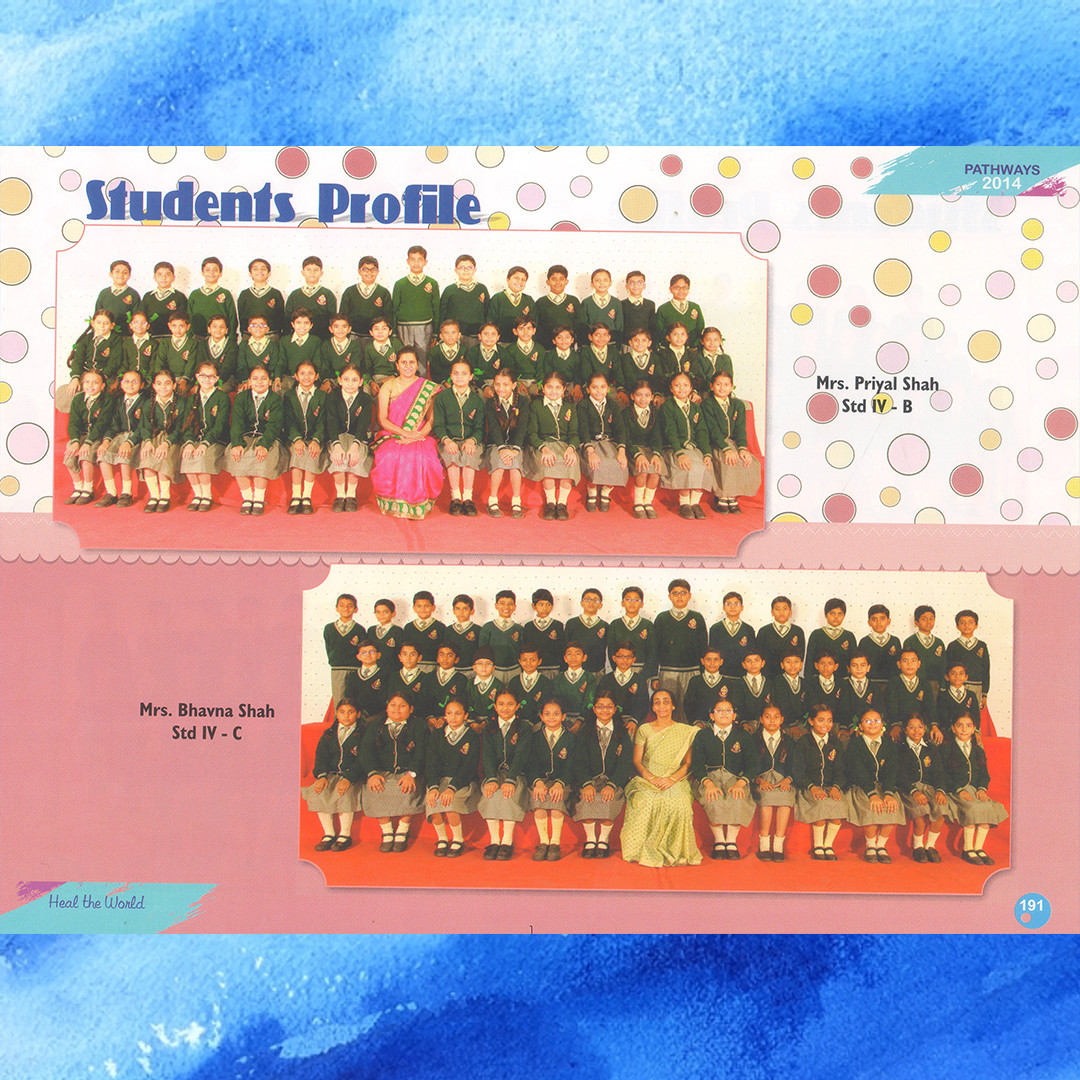 Students Profile
PATHWAYS
2014
Mrs. Priyal Shah
Std IV - B
Mrs. Bhavna Shah
Std IV - C
Heal the World
191